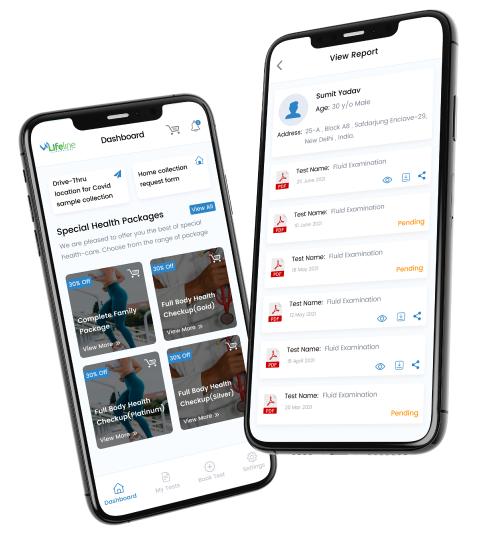 Lifeline
Dashboard
Drive-Thru
location for Covid
sample collection
Home collection
request form
Special Health Packages
View All
We are pleased to offer you the best of special
health-care. Choose from the range of package
30% Off
Complete Family
Package
View More »
30% Off
Full Body Health
Checkup(Gold)
View More »
30% Off
Full Body Health
Checkup(Platinum)
View More »
30% Off
Full Body Health
Checkup(Silver)
View More »
Dashboard
My Tests
Book Test
Settings
View Report
Sumit Yadav
Age: 30 y/o Male
Address: 25-A , Block A8 , Safdarjung Enclave-29,
New Delhi , India.
PDF
Test Name: Fluid Examination
25 June 2021
PDF
Test Name: Fluid Examination
10 June 2021
Pending
PDF
Test Name: Fluid Examination
18 May 2021
Pending
PDF
Test Name: Fluid Examination
12 May 2021
PDF
Test Name: Fluid Examination
15 April 2021
PDF
Test Name: Fluid Examination
26 Mar 2021
Pending